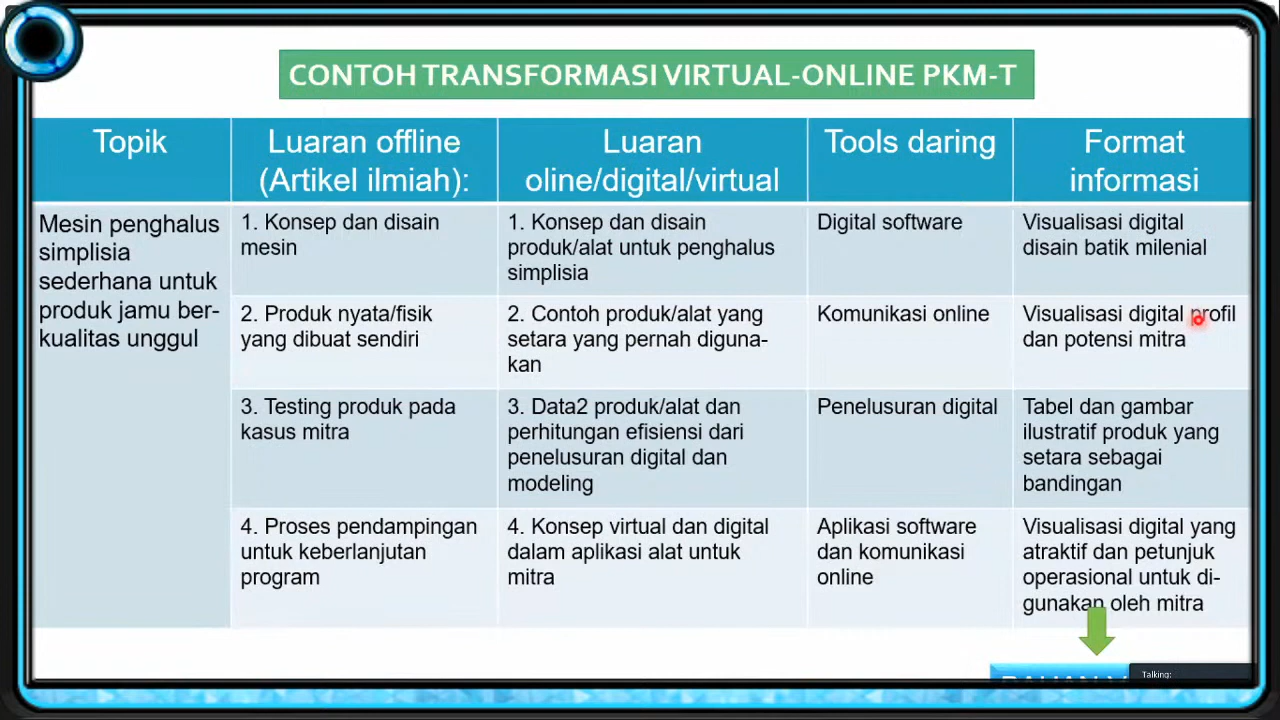 CONTOH TRANSFORMASI VIRTUAL-ONLINE PKM-T
Topik
Luaran offline
(Artikel ilmiah):
Luaran
oline/digital/virtual
Tools daring
Format
informasi
Mesin penghalus
simplisia
sederhana untuk
produk jamu ber-
kualitas unggul
1. Konsep dan disain
mesin
1. Konsep dan disain
produk/alat untuk penghalus
simplisia
Digital software
Visualisasi digital
disain batik milenial
2. Produk nyata/fisik
yang dibuat sendiri
2. Contoh produk/alat yang
setara yang pernah diguna-
kan
Komunikasi online
Visualisasi digital profil
dan potensi mitra
3. Testing produk pada
kasus mitra
3. Data2 produk/alat dan
perhitungan efisiensi dari
penelusuran digital dan
modeling
Penelusuran digital
Tabel dan gambar
ilustratif produk yang
setara sebagai
bandingan
4. Proses pendampingan
untuk keberlanjutan
program
4. Konsep virtual dan digital
dalam aplikasi alat untuk
mitra
Aplikasi software
dan komunikasi
online
Visualisasi digital yang
atraktif dan petunjuk
operasional untuk di-
gunakan oleh mitra
Talking: